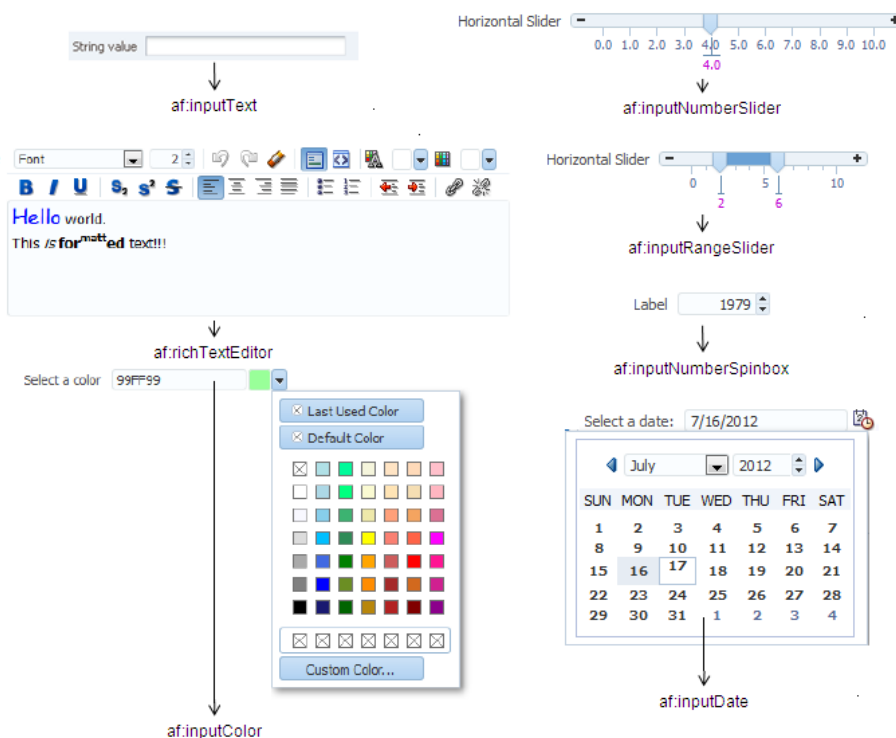 String value
af:inputText
Font 2
B I U S₂ S² S
Hello world.
This is formatted text!!!
af:richTextEditor
Select a color 99FF99
Last Used Color
Default Color
Custom Color...
af:inputColor
Horizontal Slider
0.0 1.0 2.0 3.0 4.0 5.0 6.0 7.0 8.0 9.0 10.0
4.0
af:inputNumberSlider
Horizontal Slider
0 5 10
2 6
af:inputRangeSlider
Label 1979
af:inputNumberSpinbox
Select a date: 7/16/2012
July 2012
SUN MON TUE WED THU FRI SAT
1 2 3 4 5 6 7
8 9 10 11 12 13 14
15 16 17 18 19 20 21
22 23 24 25 26 27 28
29 30 31 1 2 3 4
af:inputDate